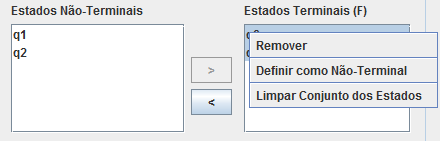 Estados Não-Terminais
Estados Terminais (F)
q1
q2
>
<
Remover
Definir como Não-Terminal
Limpar Conjunto dos Estados